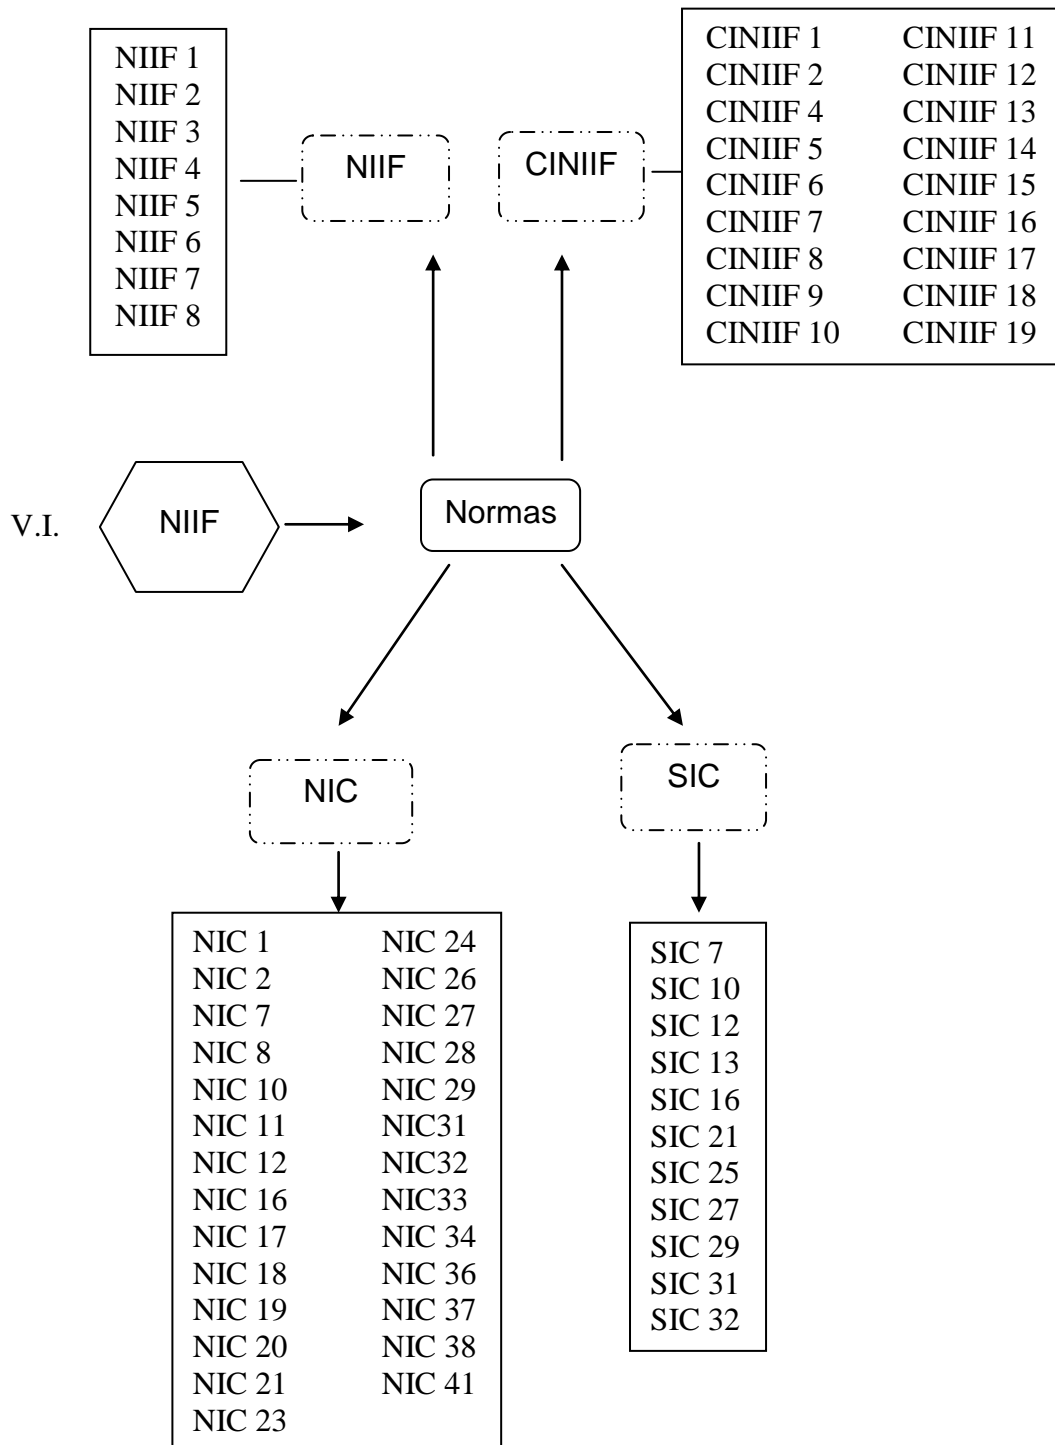 NIIF 1
NIIF 2
NIIF 3
NIIF 4
NIIF 5
NIIF 6
NIIF 7
NIIF 8
NIIF
CINIIF
CINIIF 1
CINIIF 2
CINIIF 4
CINIIF 5
CINIIF 6
CINIIF 7
CINIIF 8
CINIIF 9
CINIIF 10
CINIIF 11
CINIIF 12
CINIIF 13
CINIIF 14
CINIIF 15
CINIIF 16
CINIIF 17
CINIIF 18
CINIIF 19
V.I.
NIIF
Normas
NIC
SIC
NIC 1
NIC 2
NIC 7
NIC 8
NIC 10
NIC 11
NIC 12
NIC 16
NIC 17
NIC 18
NIC 19
NIC 20
NIC 21
NIC 23
NIC 24
NIC 26
NIC 27
NIC 28
NIC 29
NIC31
NIC32
NIC33
NIC 34
NIC 36
NIC 37
NIC 38
NIC 41
SIC 7
SIC 10
SIC 12
SIC 13
SIC 16
SIC 21
SIC 25
SIC 27
SIC 29
SIC 31
SIC 32